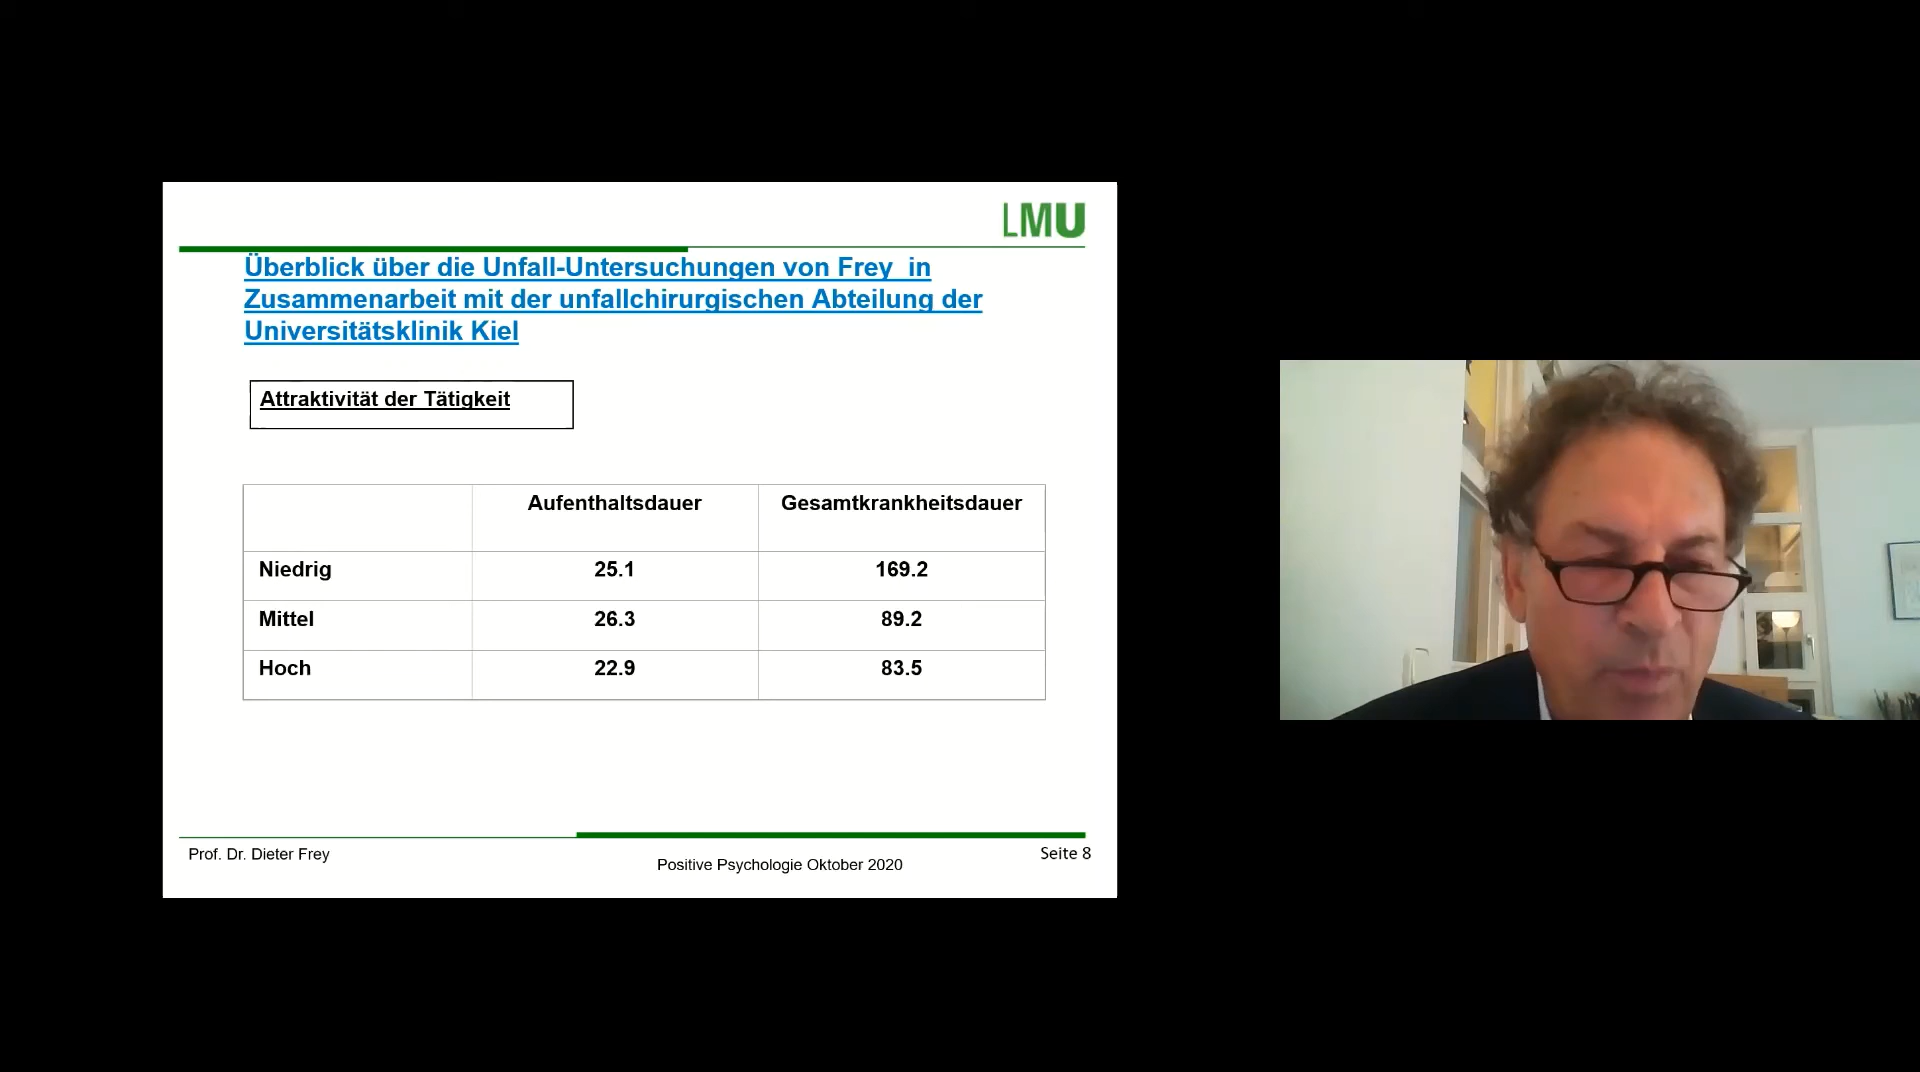 LMU
Überblick über die Unfall-Untersuchungen von Frey  in
Zusammenarbeit mit der unfallchirurgischen Abteilung der
Universitätsklinik Kiel
Attraktivität der Tätigkeit
Aufenthaltsdauer Gesamtkrankheitsdauer
Niedrig 25.1 169.2
Mittel 26.3 89.2
Hoch 22.9 83.5
Prof. Dr. Dieter Frey
Positive Psychologie Oktober 2020
Seite 8